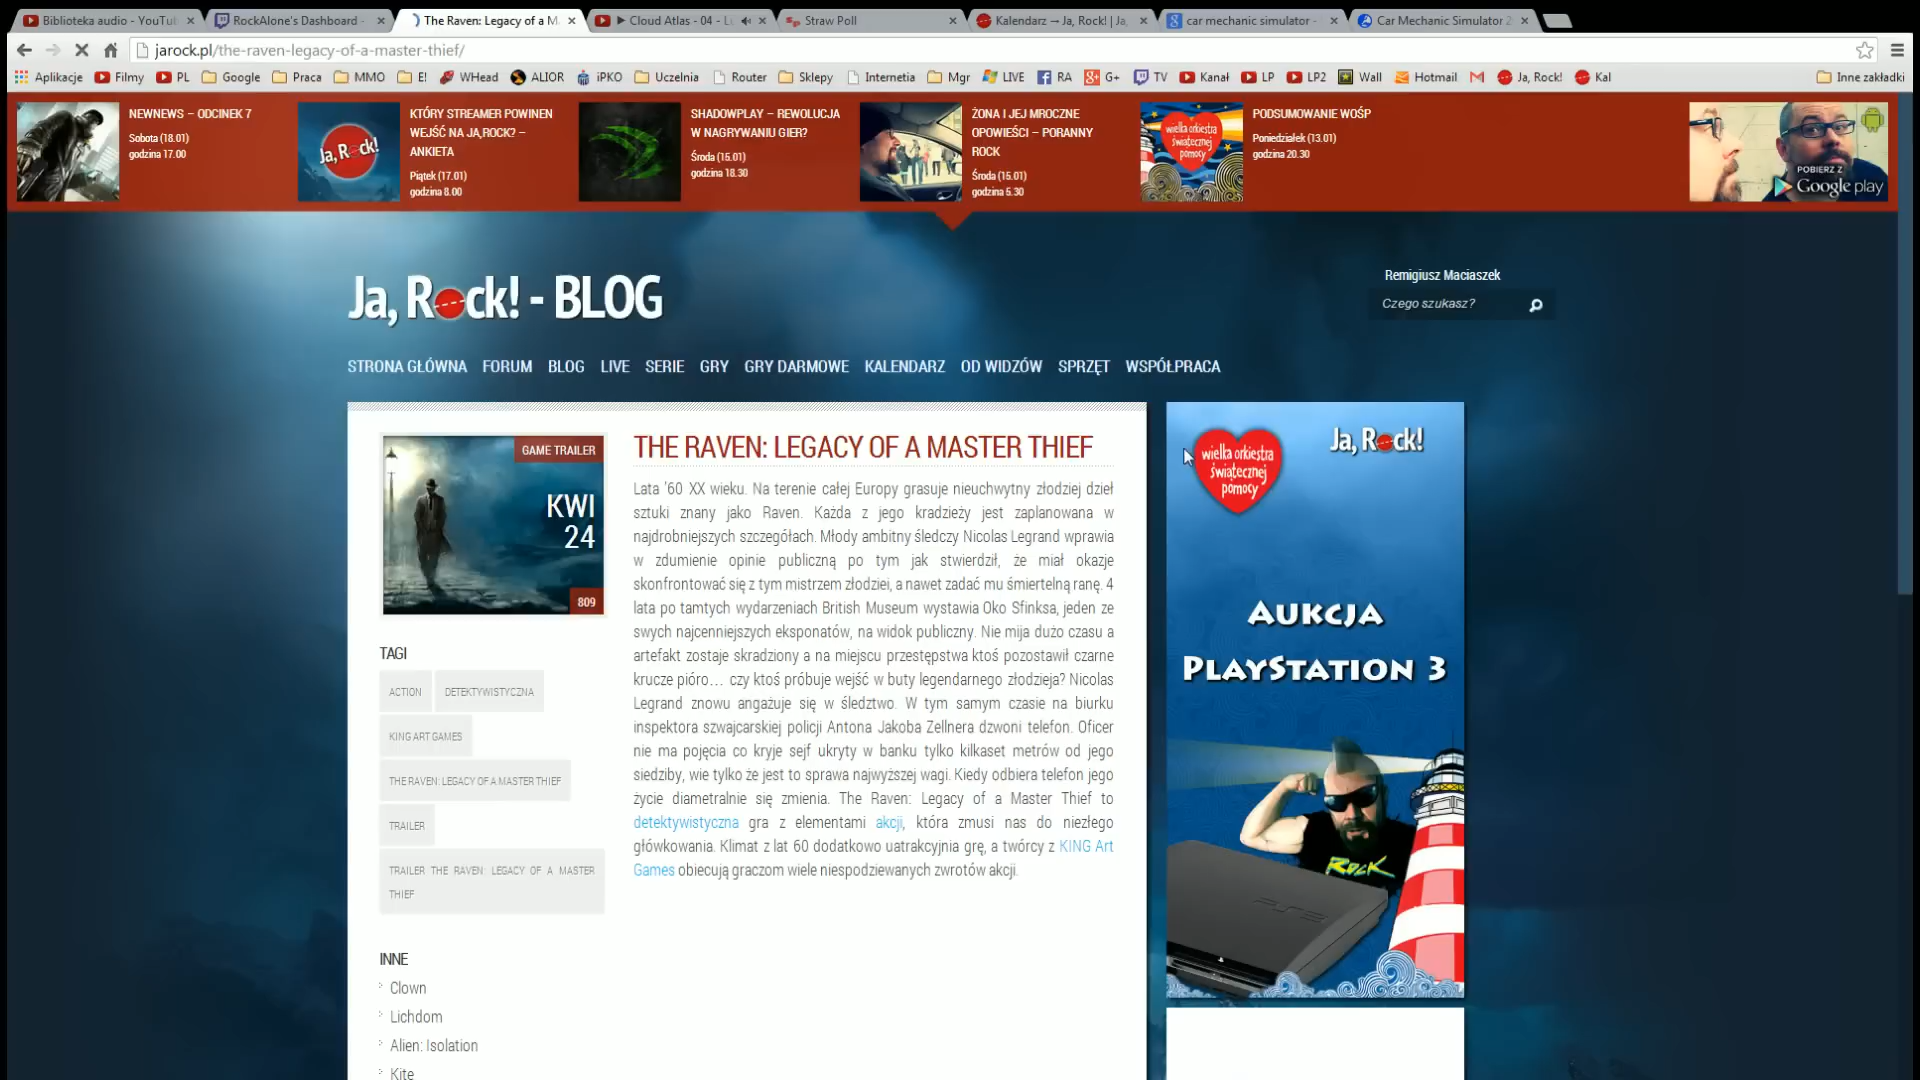 Biblioteka audio - YouTu
RockAlone's Dashboard -
The Raven: Legacy of a M
Cloud Atlas - 04 - L
Straw Poll
Kalendarz → Ja, Rock! | Ja,
car mechanic simulator -
Car Mechanic Simulator 2
jarock.pl/the-raven-legacy-of-a-master-thief/
Aplikacje Filmy PL Google Praca MMO E! WHead ALIOR iPKO Uczelnia Router Sklepy Internetia Mgr LIVE RA G+ TV Kanał LP LP2 Wall Hotmail Ja, Rock! Kal Inne zakładki
NEWNEWS – ODCINEK 7
Sobota (18.01)
godzina 17.00
Ja, Rock!
KTÓRY STREAMER POWINEN
WEJŚĆ NA JA,ROCK? –
ANKIETA
Piątek (17.01)
godzina 8.00
SHADOWPLAY – REWOLUCJA
W NAGRYWANIU GIER?
Środa (15.01)
godzina 18.30
ŻONA I JEJ MROCZNE
OPOWIEŚCI – PORANNY
ROCK
Środa (15.01)
godzina 5.30
wielka orkiestra
świątecznej
pomocy
PODSUMOWANIE WOŚP
Poniedziałek (13.01)
godzina 20.30
POBIERZ Z
Google play
Ja, Rock! - BLOG
Remigiusz Maciaszek
Czego szukasz?
STRONA GŁÓWNA FORUM BLOG LIVE SERIE GRY GRY DARMOWE KALENDARZ OD WIDZÓW SPRZĘT WSPÓŁPRACA
GAME TRAILER
KWI
24
809
TAGI
ACTION
DETEKTYWISTYCZNA
KING ART GAMES
THE RAVEN: LEGACY OF A MASTER THIEF
TRAILER
TRAILER THE RAVEN: LEGACY OF A MASTER
THIEF
INNE
Clown
Lichdom
Alien: Isolation
Kite
THE RAVEN: LEGACY OF A MASTER THIEF
Lata '60 XX wieku. Na terenie całej Europy grasuje nieuchwytny złodziej dzieł
sztuki znany jako Raven. Każda z jego kradzieży jest zaplanowana w
najdrobniejszych szczegółach. Młody ambitny śledczy Nicolas Legrand wprawia
w zdumienie opinie publiczną po tym jak stwierdził, że miał okazje
skonfrontować się z tym mistrzem złodziei, a nawet zadać mu śmiertelną ranę. 4
lata po tamtych wydarzeniach British Museum wystawia Oko Sfinksa, jeden ze
swych najcenniejszych eksponatów, na widok publiczny. Nie mija dużo czasu a
artefakt zostaje skradziony a na miejscu przestępstwa ktoś pozostawił czarne
krucze pióro… czy ktoś próbuje wejść w buty legendarnego złodzieja? Nicolas
Legrand znowu angażuje się w śledztwo. W tym samym czasie na biurku
inspektora szwajcarskiej policji Antona Jakoba Zellnera dzwoni telefon. Oficer
nie ma pojęcia co kryje sejf ukryty w banku tylko kilkaset metrów od jego
siedziby, wie tylko że jest to sprawa najwyższej wagi. Kiedy odbiera telefon jego
życie diametralnie się zmienia. The Raven: Legacy of a Master Thief to
detektywistyczna gra z elementami akcji, która zmusi nas do niezłego
główkowania. Klimat z lat 60 dodatkowo uatrakcyjnia grę, a twórcy z KING Art
Games obiecują graczom wiele niespodziewanych zwrotów akcji.
wielka orkiestra
świątecznej
pomocy
Ja, Rock!
AUKCJA
PLAYSTATION 3
ROCK
PS3